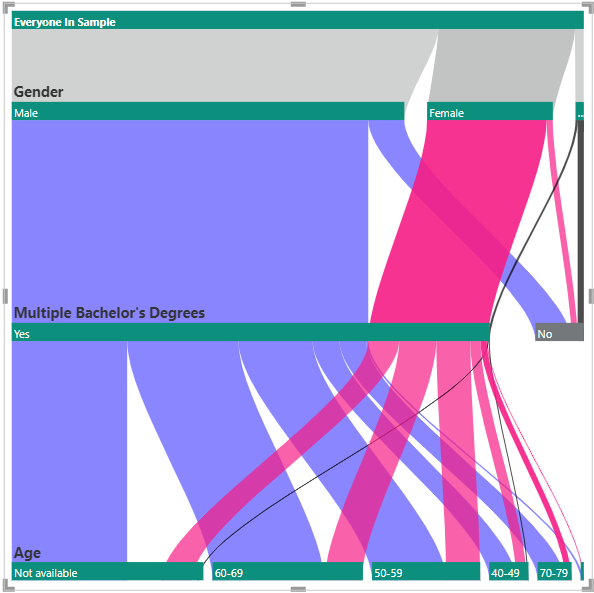 Everyone In Sample
Gender
Male
Female
...
Multiple Bachelor's Degrees
Yes
No
Age
Not available
60-69
50-59
40-49
70-79